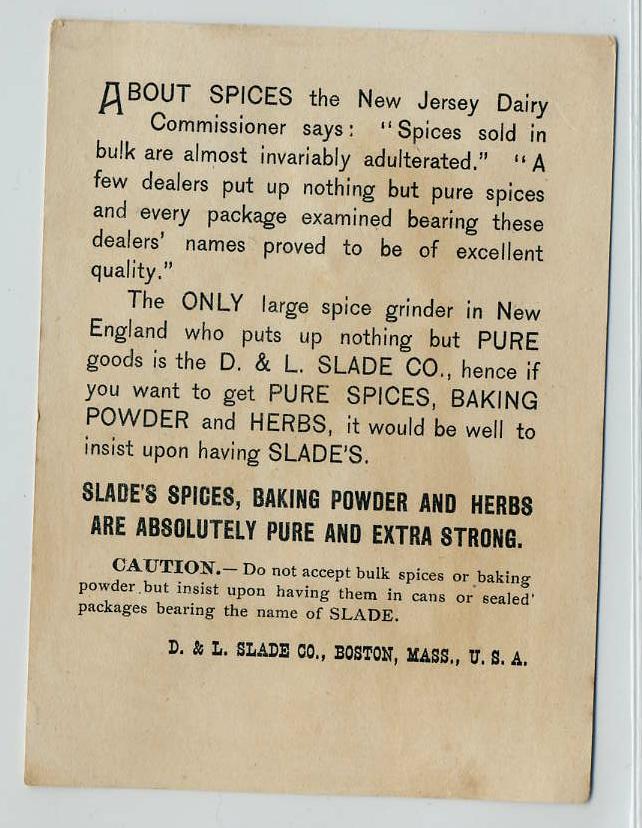 ABOUT SPICES the New Jersey Dairy
Commissioner says: "Spices sold in
bulk are almost invariably adulterated." "A
few dealers put up nothing but pure spices
and every package examined bearing these
dealers' names proved to be of excellent
quality."
The ONLY large spice grinder in New
England who puts up nothing but PURE
goods is the D. & L. SLADE CO., hence if
you want to get PURE SPICES, BAKING
POWDER and HERBS, it would be well to
insist upon having SLADE'S.
SLADE'S SPICES, BAKING POWDER AND HERBS
ARE ABSOLUTELY PURE AND EXTRA STRONG.
CAUTION.—Do not accept bulk spices or baking
powder but insist upon having them in cans or sealed
packages bearing the name of SLADE.
D. & L. SLADE CO., BOSTON, MASS., U. S. A.